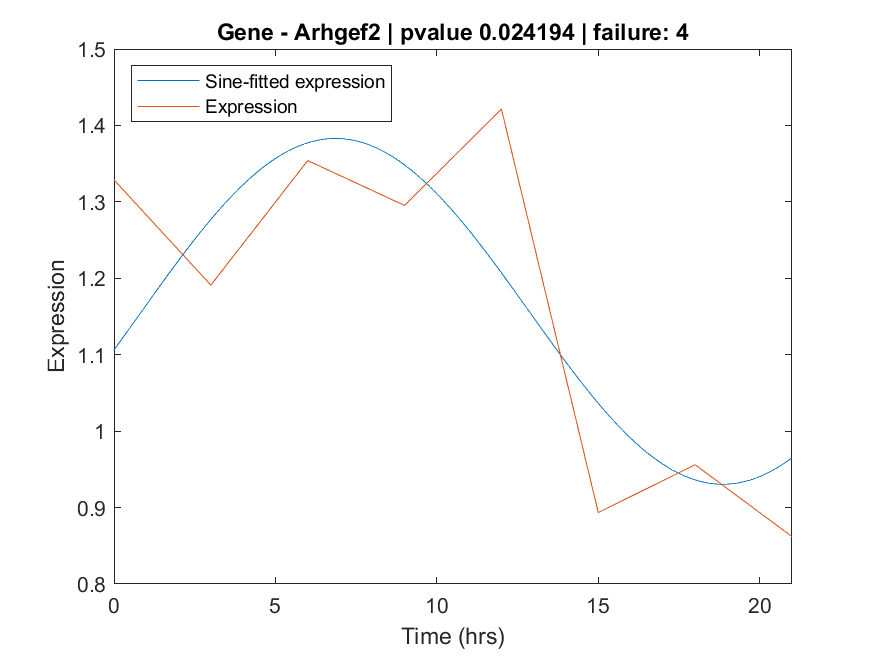 Gene - Arhgef2 | pvalue 0.024194 | failure: 4
1.5
1.4
1.3
1.2
1.1
1
0.9
0.8
Expression
Sine-fitted expression
Expression
0
5
10
15
20
Time (hrs)